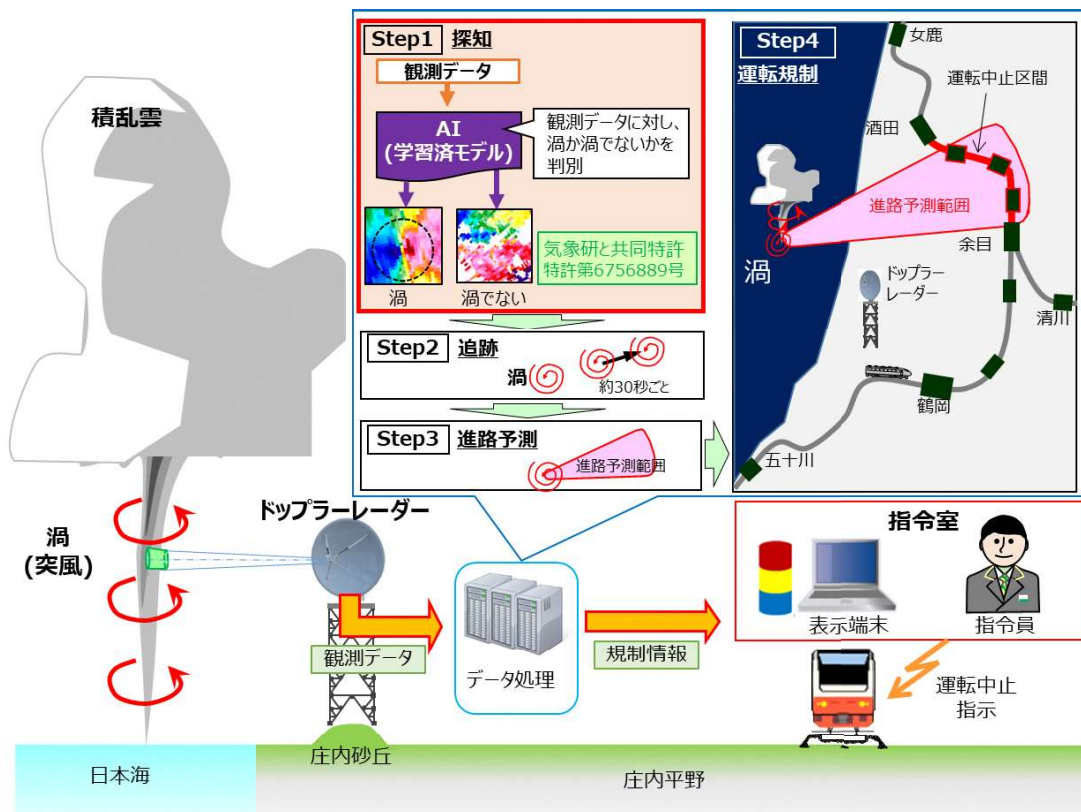 Step1 探知
観測データ
AI
(学習済モデル)
観測データに対し、
渦か渦でないかを
判別
渦
渦でない
気象研と共同特許
特許第6756889号
Step2 追跡
渦
約30秒ごと
Step3 進路予測
進路予測範囲
Step4
運転規制
女鹿
運転中止区間
酒田
進路予測範囲
余目
渦
ドップラー
レーダー
清川
鶴岡
五十川
積乱雲
渦
(突風)
ドップラーレーダー
観測データ
データ処理
規制情報
指令室
表示端末
指令員
運転中止
指示
日本海
庄内砂丘
庄内平野